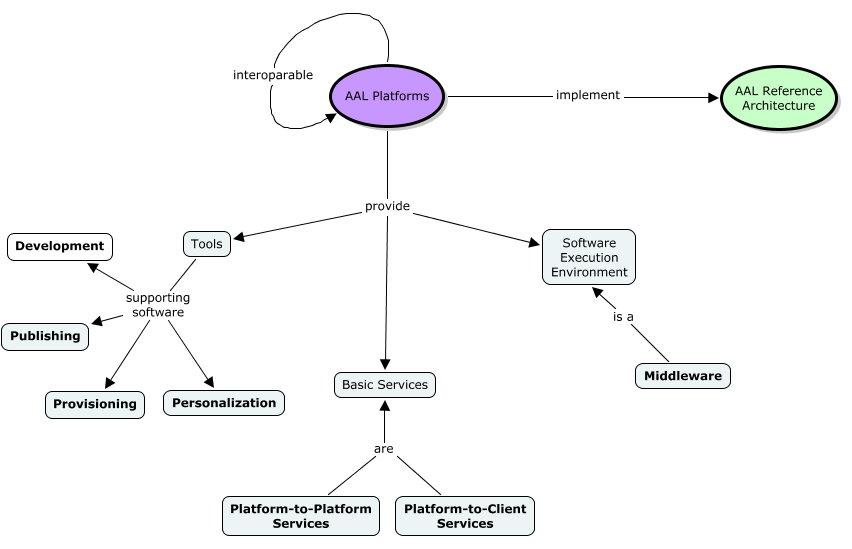 interoparable
AAL Platforms
implement
AAL Reference
Architecture
provide
Development
Tools
Software
Execution
Environment
supporting
software
is a
Publishing
Middleware
Basic Services
Provisioning
Personalization
are
Platform-to-Platform
Services
Platform-to-Client
Services